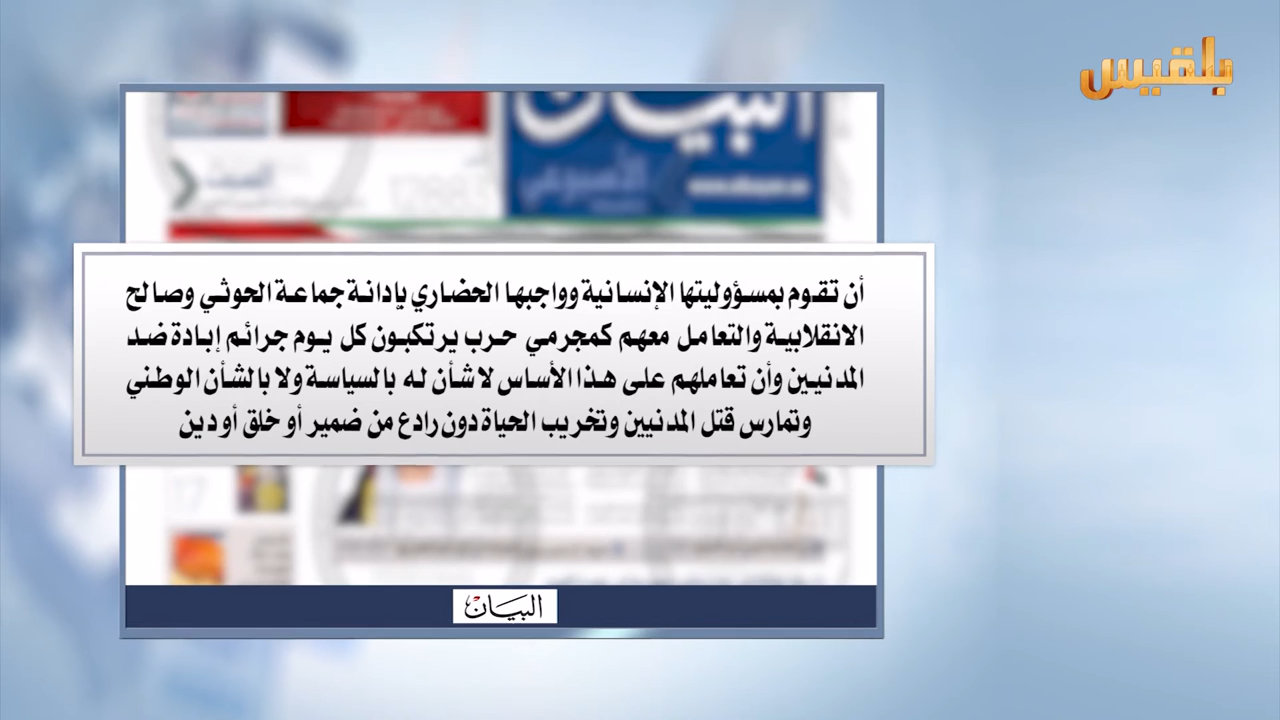 بلقيس
البيان
الأسبوعي
أن تقوم بمسؤوليتها الإنسانية وواجبها الحضاري بإدانة جماعة الحوثي وصالح
الانقلابية والتعامل معهم كمجرمي حرب يرتكبون كل يوم جرائم إبادة ضد
المدنيين وأن تعاملهم على هذا الأساس لا شأن له بالسياسة ولا بالشأن الوطني
وتمارس قتل المدنيين وتخريب الحياة دون رادع من ضمير أو خلق أو دين
البيان